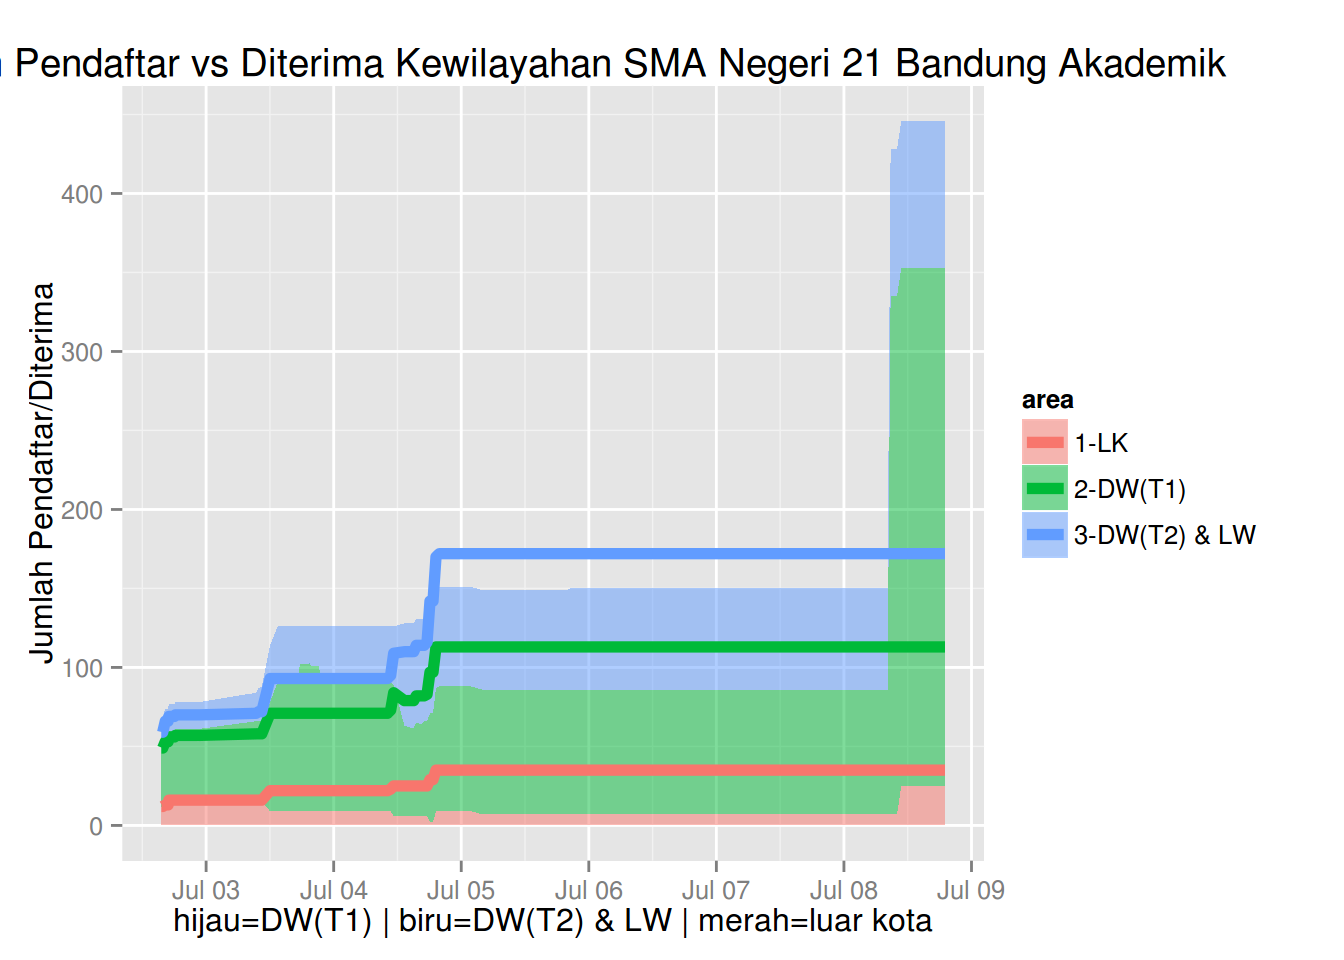 Pendaftar vs Diterima Kewilayahan SMA Negeri 21 Bandung Akademik
Jumlah Pendaftar/Diterima
400
300
200
100
0
Jul 03
Jul 04
Jul 05
Jul 06
Jul 07
Jul 08
Jul 09
hijau=DW(T1) | biru=DW(T2) & LW | merah=luar kota
area
1-LK
2-DW(T1)
3-DW(T2) & LW